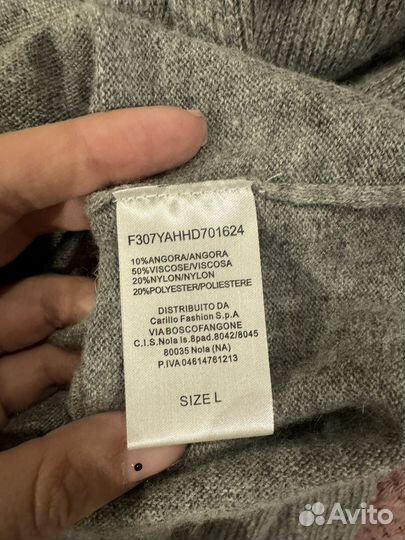 F307YAHHD701624
10%ANGORA/ANGORA
50%VISCOSE/VISCOSA
20%NYLON/NYLON
20%POLYESTER/POLIESTERE
DISTRIBUITO DA
Carillo Fashion S.p.A
VIA BOSCOFANGONE
C.I.S.Nola Is.8pad.8042/8045
80035 Nola (NA)
P.IVA 04614761213
SIZE L
Avito